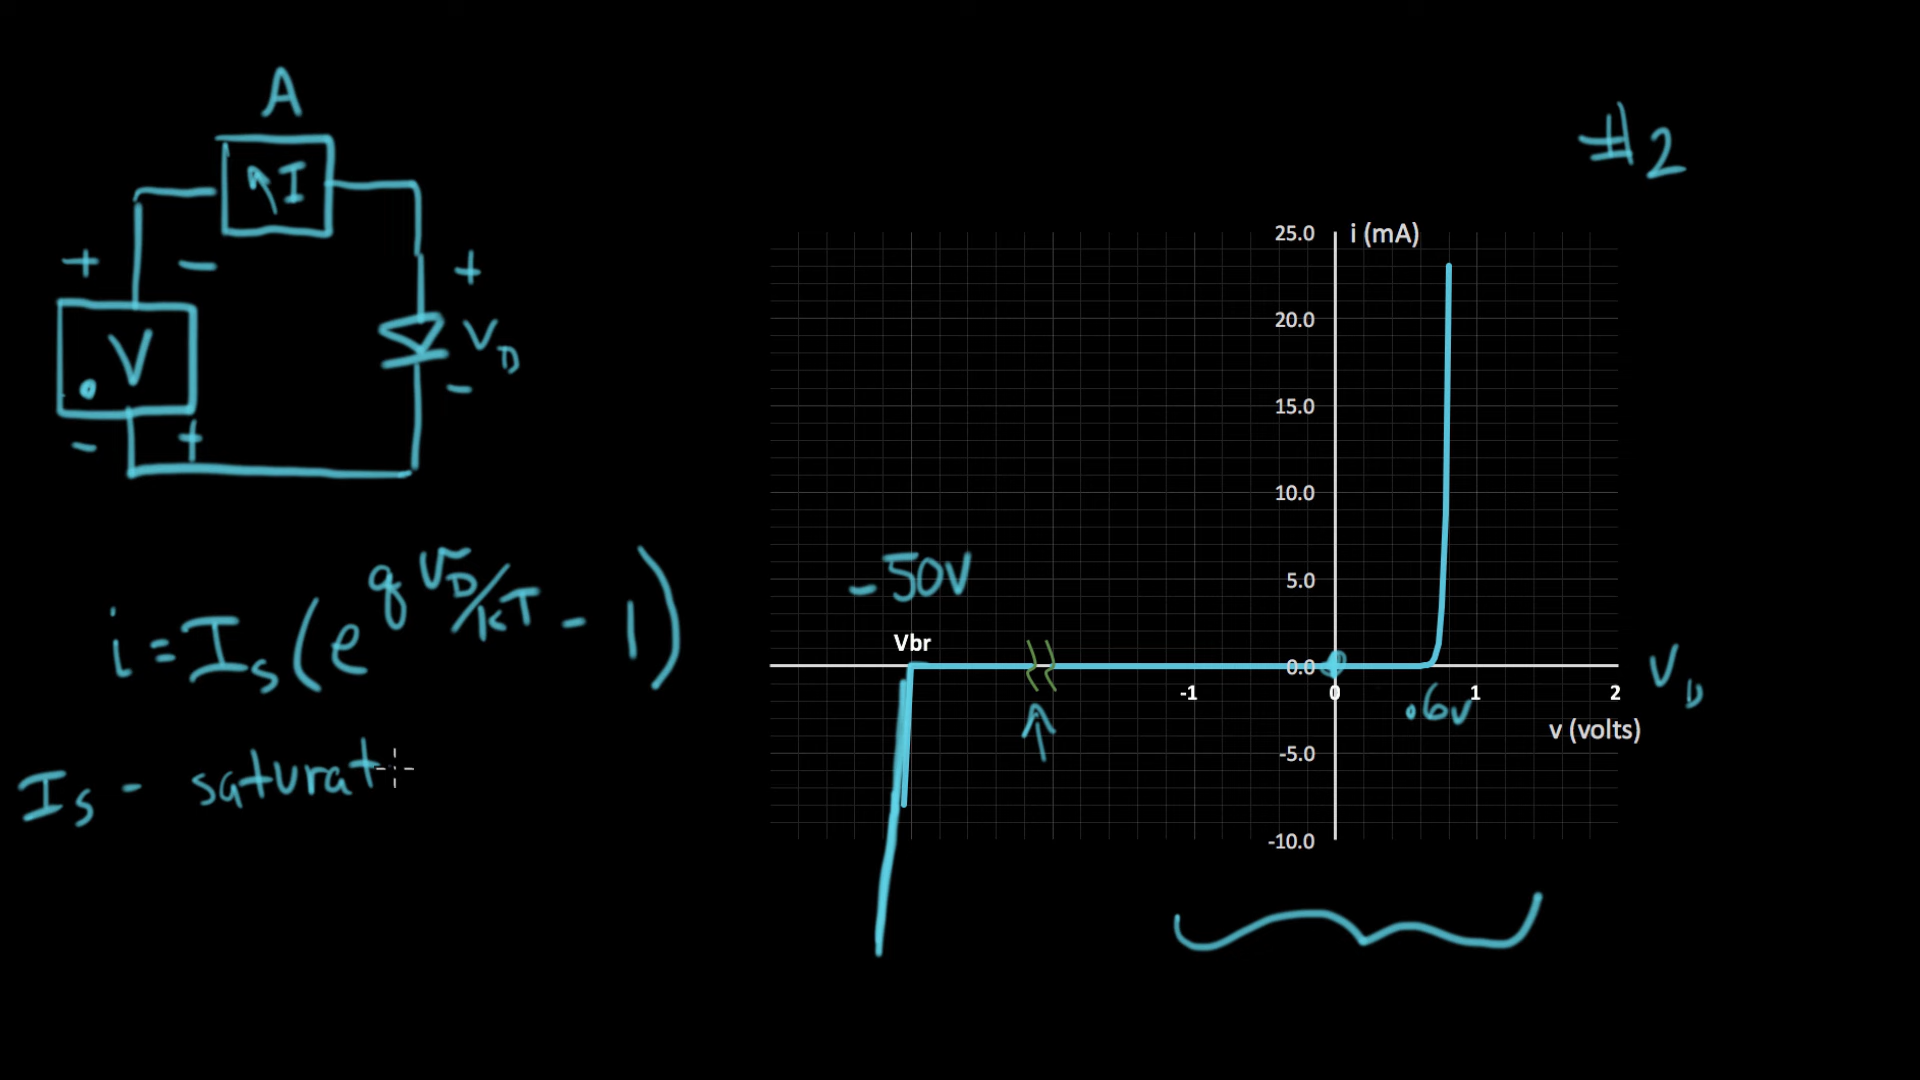 A
#2
I
25.0 i (mA)
+ −
+
20.0
V
V_D
15.0
−
− +
10.0
−50V
5.0
i = I_s (e^{qv_D/kT} − 1)
Vbr
0.0
V_D
-1 0 1 2
.6v
v (volts)
-5.0
I_s − saturat
-10.0